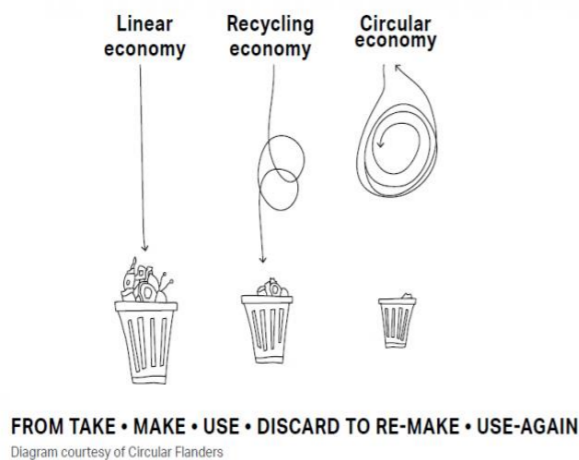 Linear
economy
Recycling
economy
Circular
economy
FROM TAKE • MAKE • USE • DISCARD TO RE-MAKE • USE-AGAIN
Diagram courtesy of Circular Flanders